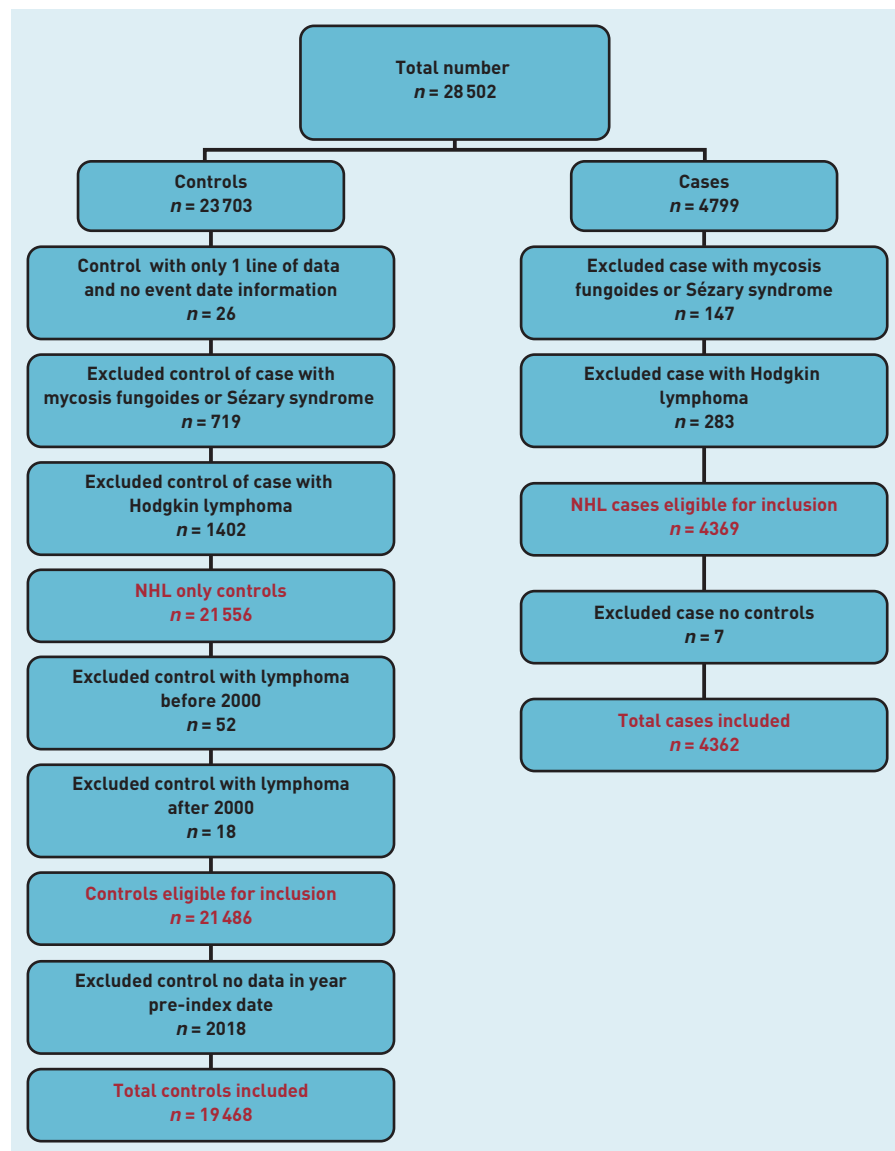 Total number
n = 28 502
Controls
n = 23 703
Control with only 1 line of data
and no event date information
n = 26
Excluded control of case with
mycosis fungoides or Sézary syndrome
n = 719
Excluded control of case with
Hodgkin lymphoma
n = 1402
NHL only controls
n = 21 556
Excluded control with lymphoma
before 2000
n = 52
Excluded control with lymphoma
after 2000
n = 18
Controls eligible for inclusion
n = 21 486
Excluded control no data in year
pre-index date
n = 2018
Total controls included
n = 19 468
Cases
n = 4799
Excluded case with mycosis
fungoides or Sézary syndrome
n = 147
Excluded case with Hodgkin
lymphoma
n = 283
NHL cases eligible for inclusion
n = 4369
Excluded case no controls
n = 7
Total cases included
n = 4362